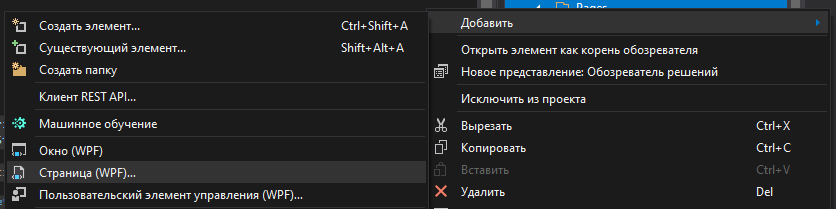 Pages
Создать элемент... Ctrl+Shift+A
Существующий элемент... Shift+Alt+A
Создать папку
Клиент REST API...
Машинное обучение
Окно (WPF)
Страница (WPF)...
Пользовательский элемент управления (WPF)...
Добавить
Открыть элемент как корень обозревателя
Новое представление: Обозреватель решений
Исключить из проекта
Вырезать Ctrl+X
Копировать Ctrl+C
Вставить Ctrl+V
Удалить Del